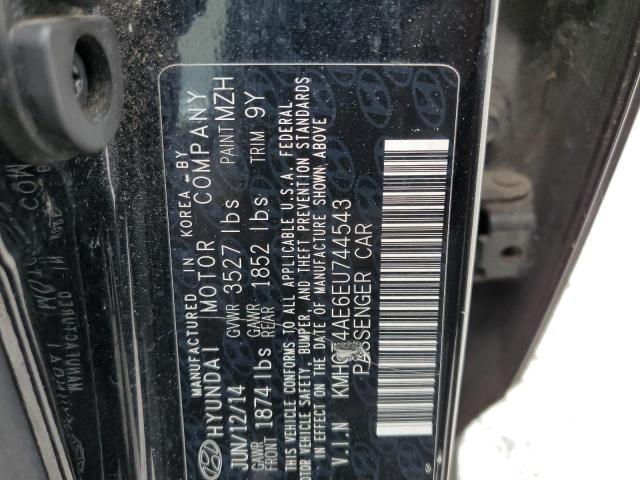 MANUFACTURED IN KOREA -BY
HYUNDAI MOTOR COMPANY
JUN/12/14 GVWR 3527 lbs PAINT MZH
GAWR FRONT 1874 lbs GAWR REAR 1852 lbs TRIM 9Y
THIS VEHICLE CONFORMS TO ALL APPLICABLE U.S.A. FEDERAL
MOTOR VEHICLE SAFETY, BUMPER, AND THEFT PREVENTION STANDARDS
IN EFFECT ON THE DATE OF MANUFACTURE SHOWN ABOVE
V.I.N 4AE6EU744543
PASSENGER CAR